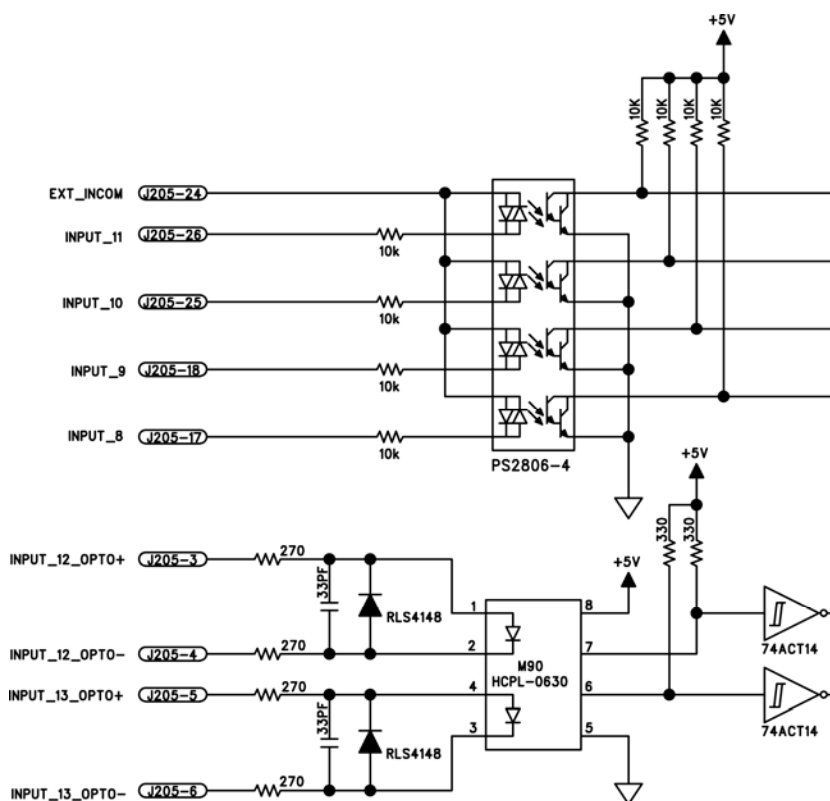 +5V
10K 10K 10K 10K
EXT_INCOM J205-24
INPUT_11 J205-26
10k
INPUT_10 J205-25
10k
INPUT_9 J205-18
10k
INPUT_8 J205-17
10k
PS2806-4
+5V
330 330
INPUT_12_OPTO+ J205-3 270
+5V
33PF
RLS4148
1 8
INPUT_12_OPTO- J205-4 270
2 7
74ACT14
M90
HCPL-0630
INPUT_13_OPTO+ J205-5 270
4 6
33PF
RLS4148
3 5
74ACT14
INPUT_13_OPTO- J205-6 270